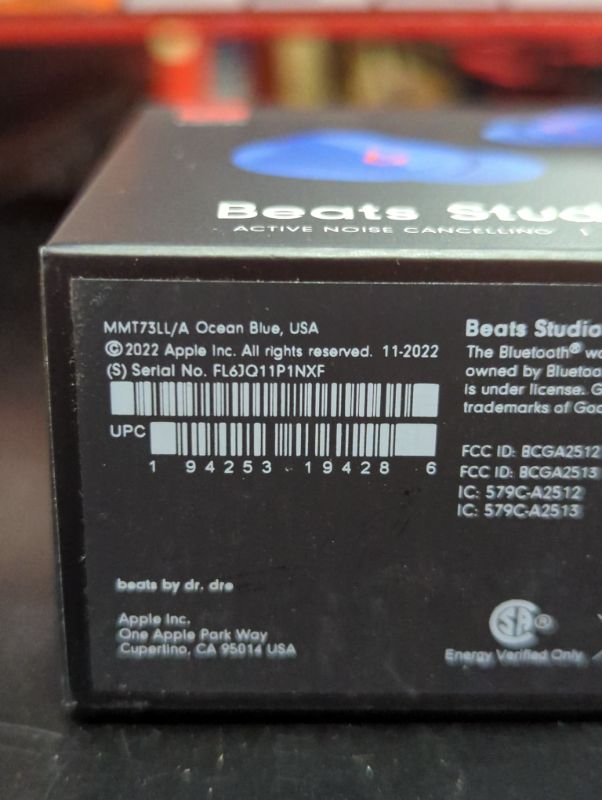 Beats Stud
ACTIVE NOISE CANCELLING
MMT73LL/A Ocean Blue, USA
©2022 Apple Inc. All rights reserved. 11-2022
(S) Serial No. FL6JQ11P1NXF
UPC
1 94253 19428 6
beats by dr. dre
Apple Inc.
One Apple Park Way
Cupertino, CA 95014 USA
Beats Studio
The Bluetooth® wo
owned by Bluetoo
is under license. G
trademarks of Goo
FCC ID: BCGA2512
FCC ID: BCGA2513
IC: 579C-A2512
IC: 579C-A2513
SA®
Energy Verified Only